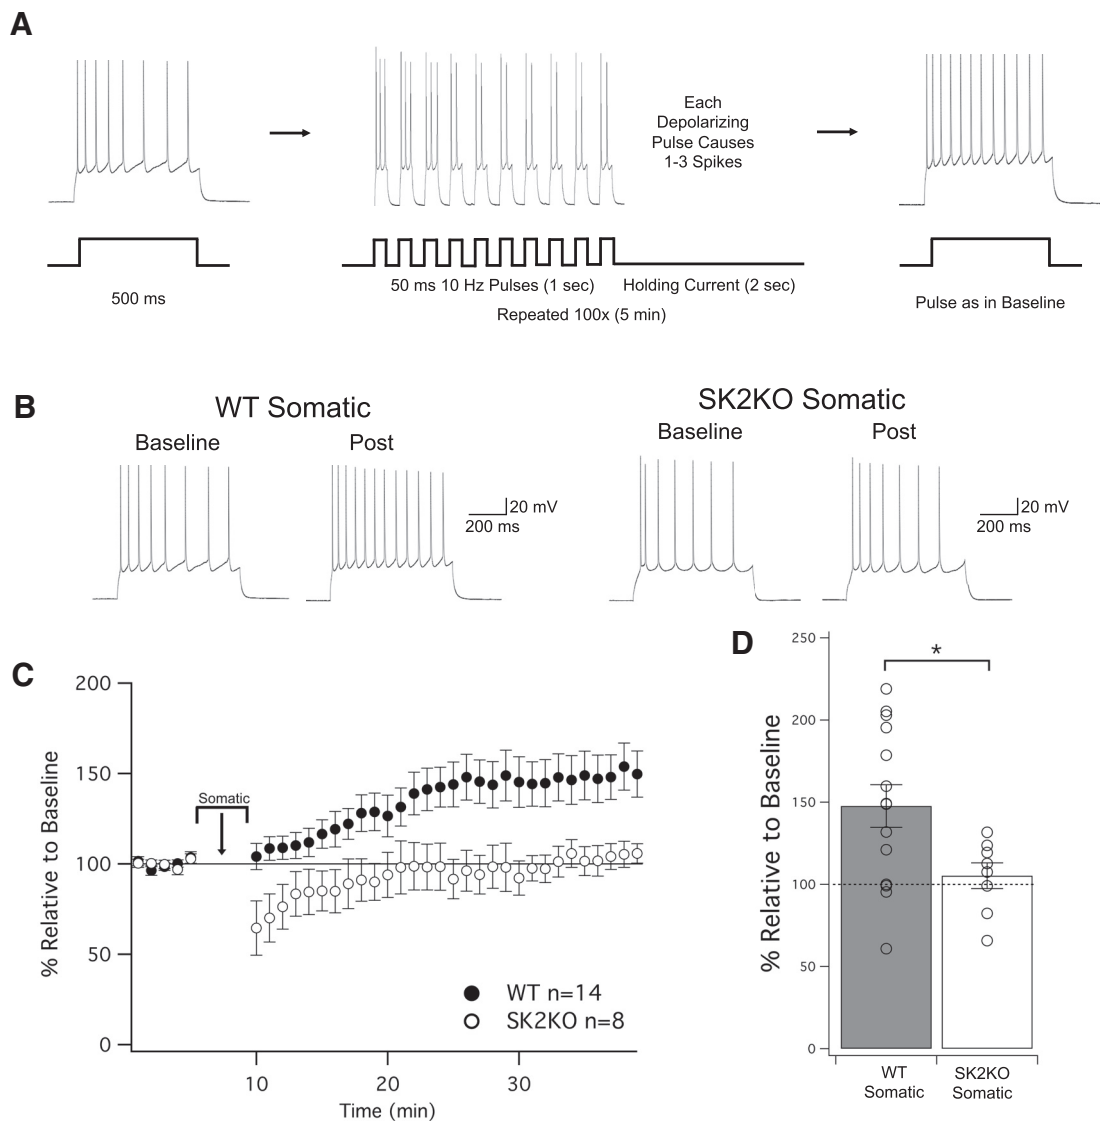 A
Each
Depolarizing
Pulse Causes
1-3 Spikes
500 ms
50 ms 10 Hz Pulses (1 sec)
Holding Current (2 sec)
Repeated 100x (5 min)
Pulse as in Baseline
B
WT Somatic
Baseline
Post
20 mV
200 ms
SK2KO Somatic
Baseline
Post
20 mV
200 ms
C
% Relative to Baseline
200
150
100
50
0
Somatic
WT n=14
SK2KO n=8
10
20
30
Time (min)
D
% Relative to Baseline
250
200
150
100
50
0
*
WT
Somatic
SK2KO
Somatic